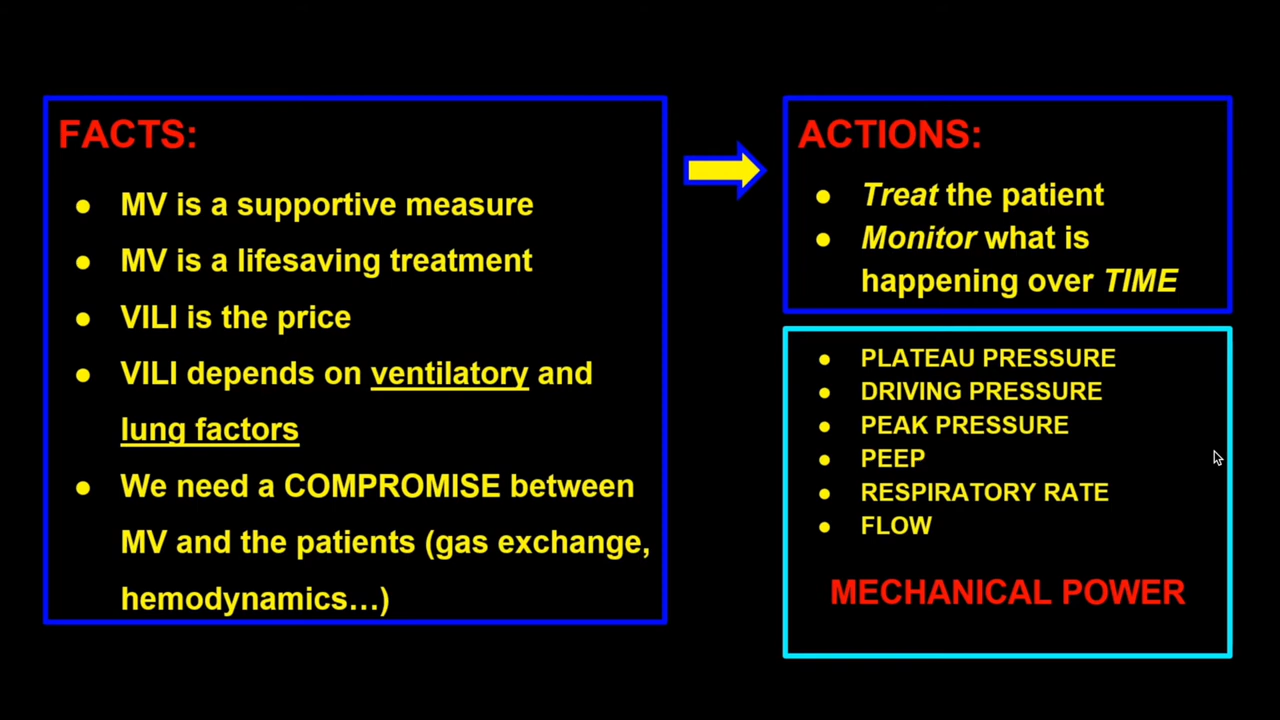 FACTS:
● MV is a supportive measure
● MV is a lifesaving treatment
● VILI is the price
● VILI depends on ventilatory and
lung factors
● We need a COMPROMISE between
MV and the patients (gas exchange,
hemodynamics...)
ACTIONS:
● Treat the patient
● Monitor what is
happening over TIME
● PLATEAU PRESSURE
● DRIVING PRESSURE
● PEAK PRESSURE
● PEEP
● RESPIRATORY RATE
● FLOW
MECHANICAL POWER